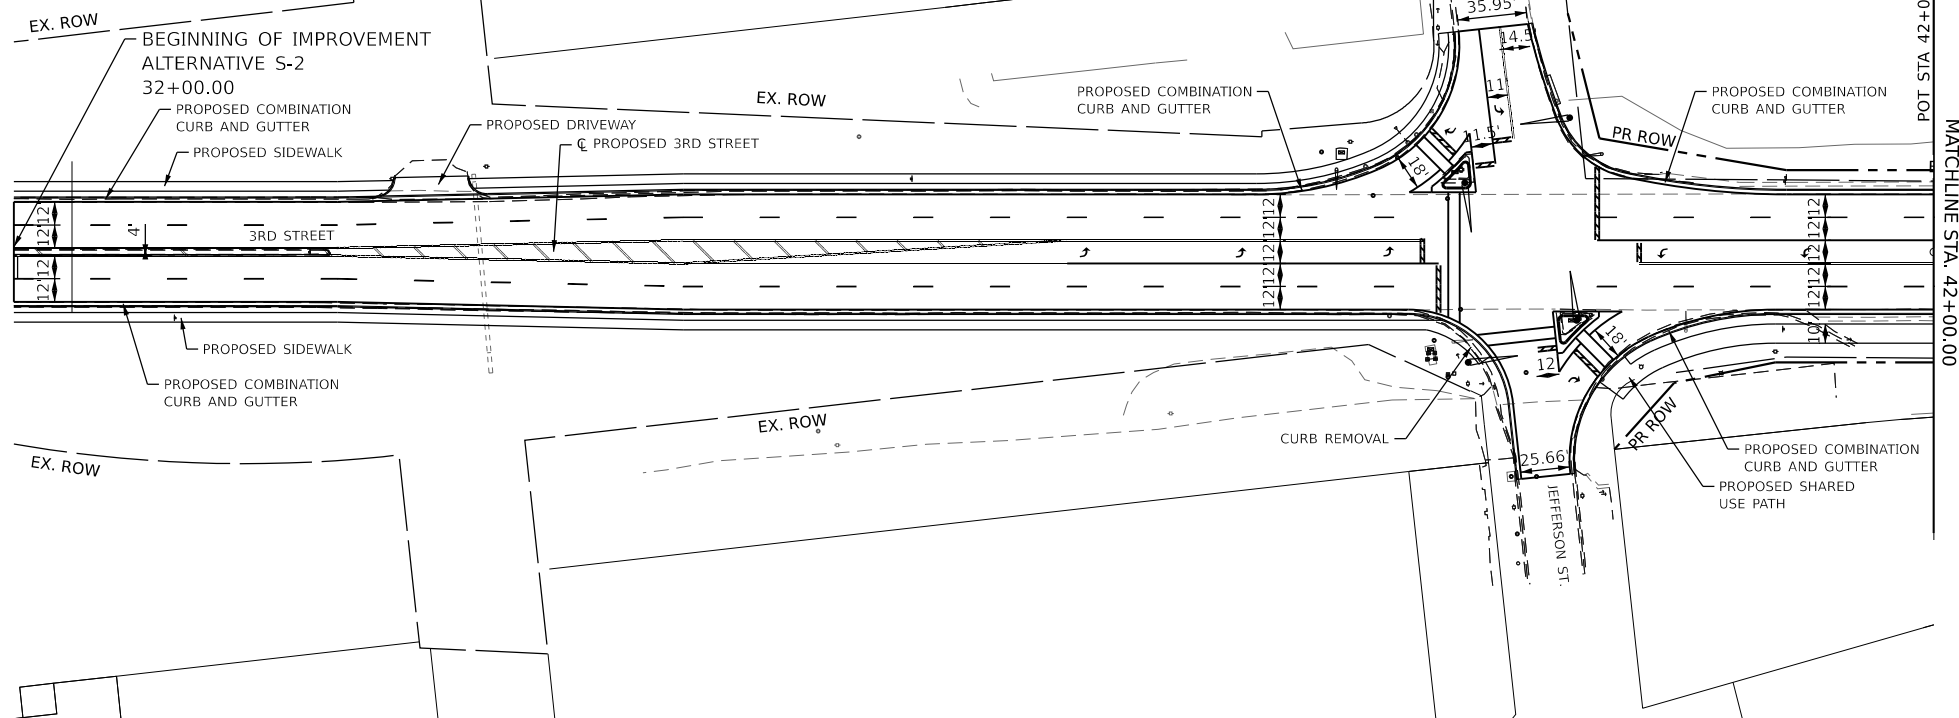 EX. ROW
BEGINNING OF IMPROVEMENT
ALTERNATIVE S-2
32+00.00
PROPOSED COMBINATION
CURB AND GUTTER
PROPOSED SIDEWALK
PROPOSED DRIVEWAY
℄ PROPOSED 3RD STREET
EX. ROW
PROPOSED COMBINATION
CURB AND GUTTER
35.95'
14.5
11'
11.5'
18'
PROPOSED COMBINATION
CURB AND GUTTER
PR ROW
POT STA 42+0
MATCHLINE STA. 42+00.00
12'
12'
4'
3RD STREET
12'
12'
12'
12'
12'
12'
12'
12'
12'
12'
12'
12'
10'
18'
12'
PROPOSED SIDEWALK
PROPOSED COMBINATION
CURB AND GUTTER
EX. ROW
EX. ROW
CURB REMOVAL
25.66'
JEFFERSON ST.
PR ROW
PROPOSED COMBINATION
CURB AND GUTTER
PROPOSED SHARED
USE PATH